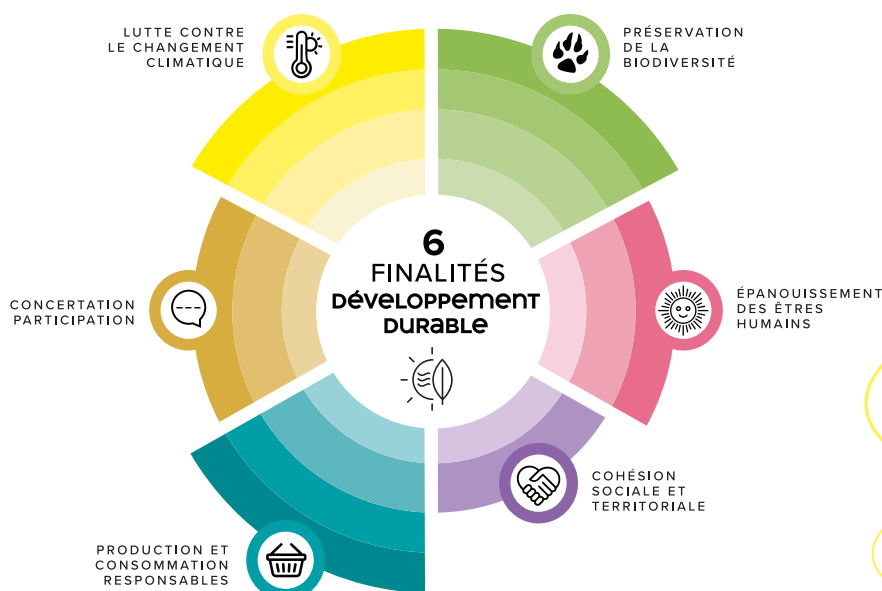 LUTTE CONTRE
LE CHANGEMENT
CLIMATIQUE
PRÉSERVATION
DE LA
BIODIVERSITÉ
6
FINALITÉS
DÉVELOPPEMENT
DURABLE
CONCERTATION
PARTICIPATION
ÉPANOUISSEMENT
DES ÊTRES
HUMAINS
COHÉSION
SOCIALE ET
TERRITORIALE
PRODUCTION ET
CONSOMMATION
RESPONSABLES